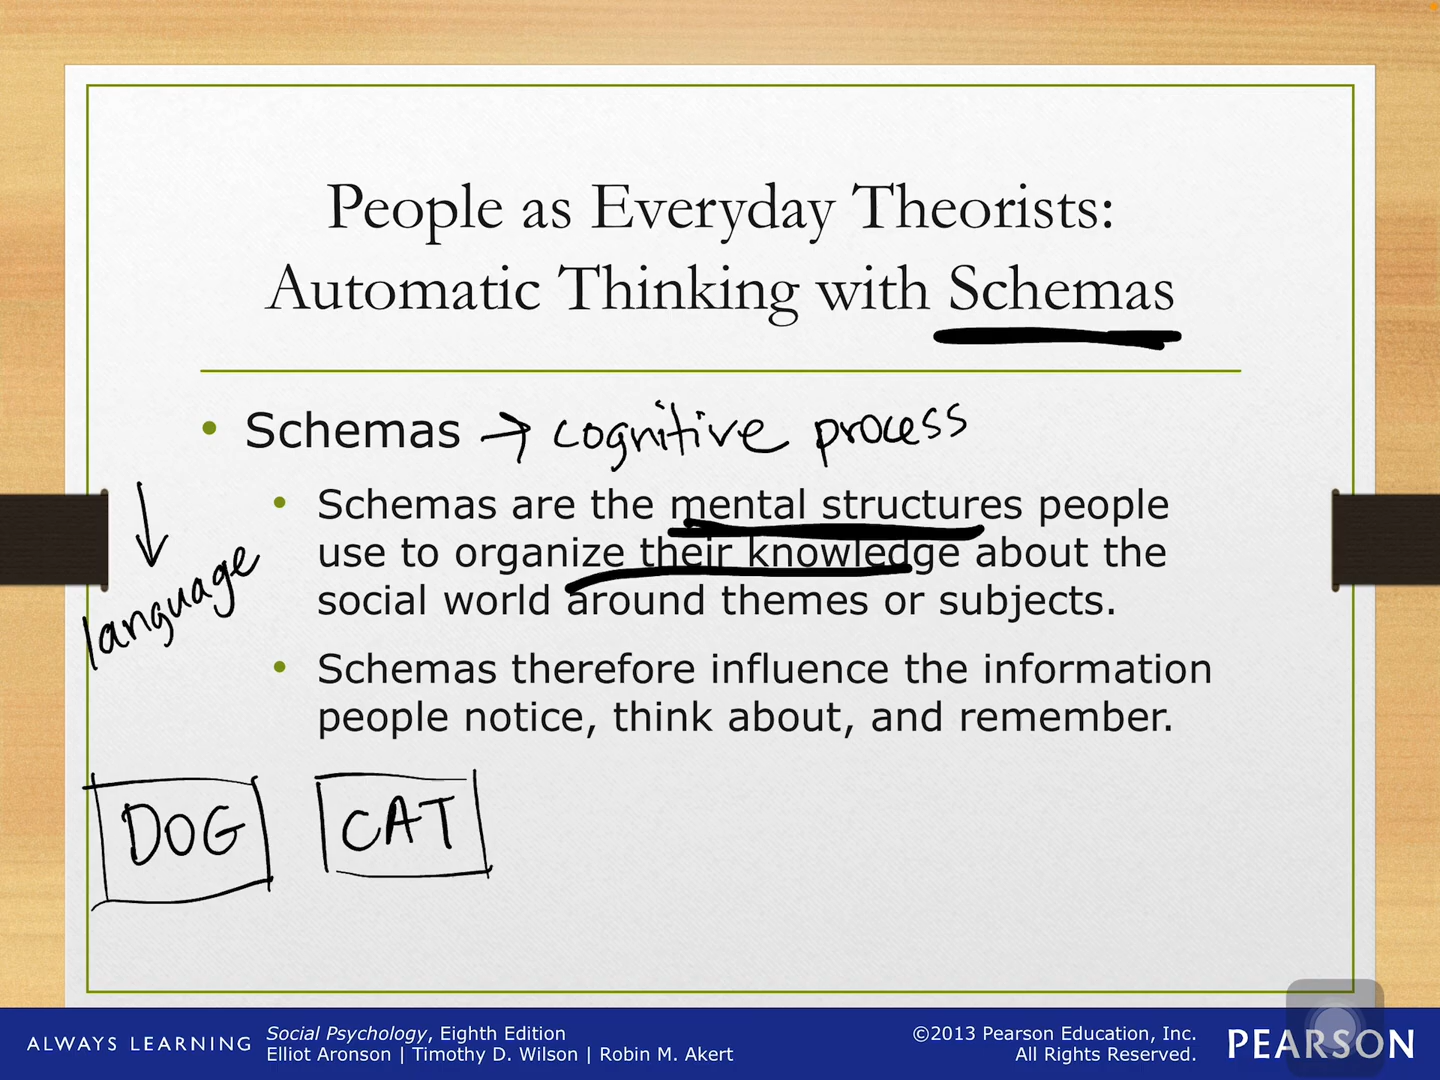 People as Everyday Theorists:
Automatic Thinking with Schemas
• Schemas → cognitive process
• Schemas are the mental structures people
use to organize their knowledge about the
social world around themes or subjects.
↓
language
• Schemas therefore influence the information
people notice, think about, and remember.
DOG CAT
ALWAYS LEARNING
Social Psychology, Eighth Edition
Elliot Aronson | Timothy D. Wilson | Robin M. Akert
©2013 Pearson Education, Inc.
All Rights Reserved.
PEARSON